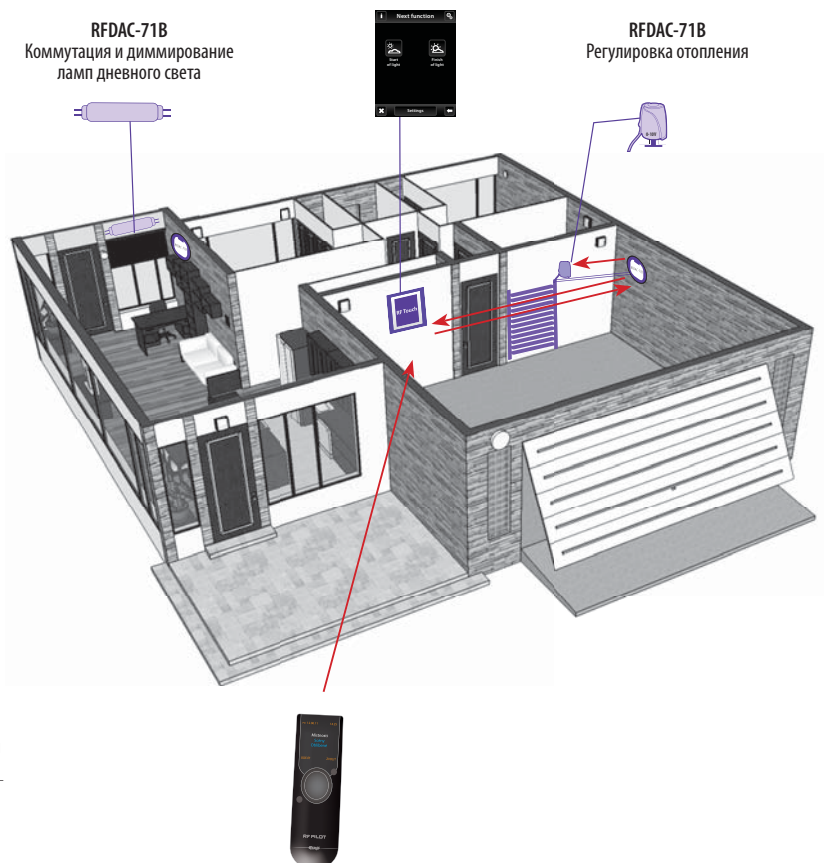 RFDAC-71B
Коммутация и диммирование
ламп дневного света
i Next function
Start
of light
Finish
of light
Settings
RFDAC-71B
Регулировка отопления
0-10V
RF Touch
RF PILOT